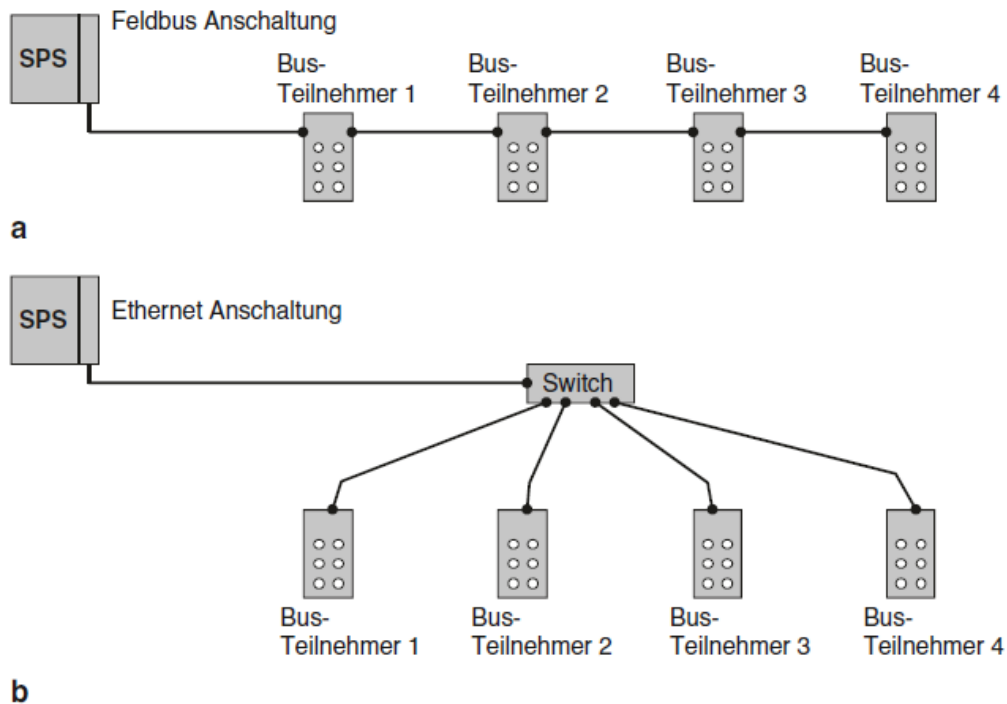 Feldbus Anschaltung
SPS
Bus-
Teilnehmer 1
Bus-
Teilnehmer 2
Bus-
Teilnehmer 3
Bus-
Teilnehmer 4
a
Ethernet Anschaltung
SPS
Switch
Bus-
Teilnehmer 1
Bus-
Teilnehmer 2
Bus-
Teilnehmer 3
Bus-
Teilnehmer 4
b